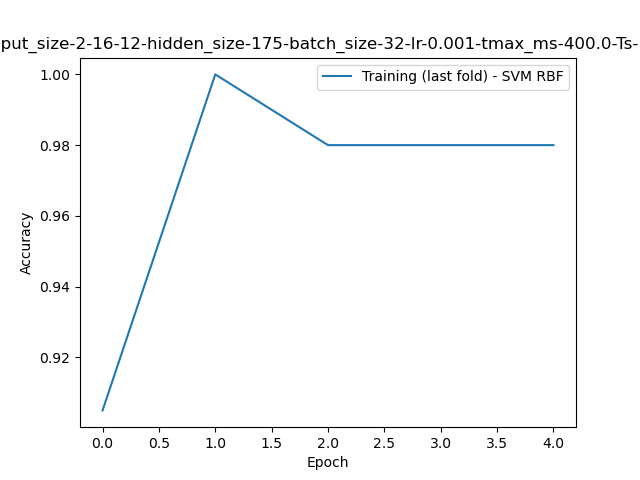 put_size-2-16-12-hidden_size-175-batch_size-32-lr-0.001-tmax_ms-400.0-Ts-
Training (last fold) - SVM RBF
1.00
0.98
0.96
0.94
0.92
Accuracy
0.0 0.5 1.0 1.5 2.0 2.5 3.0 3.5 4.0
Epoch